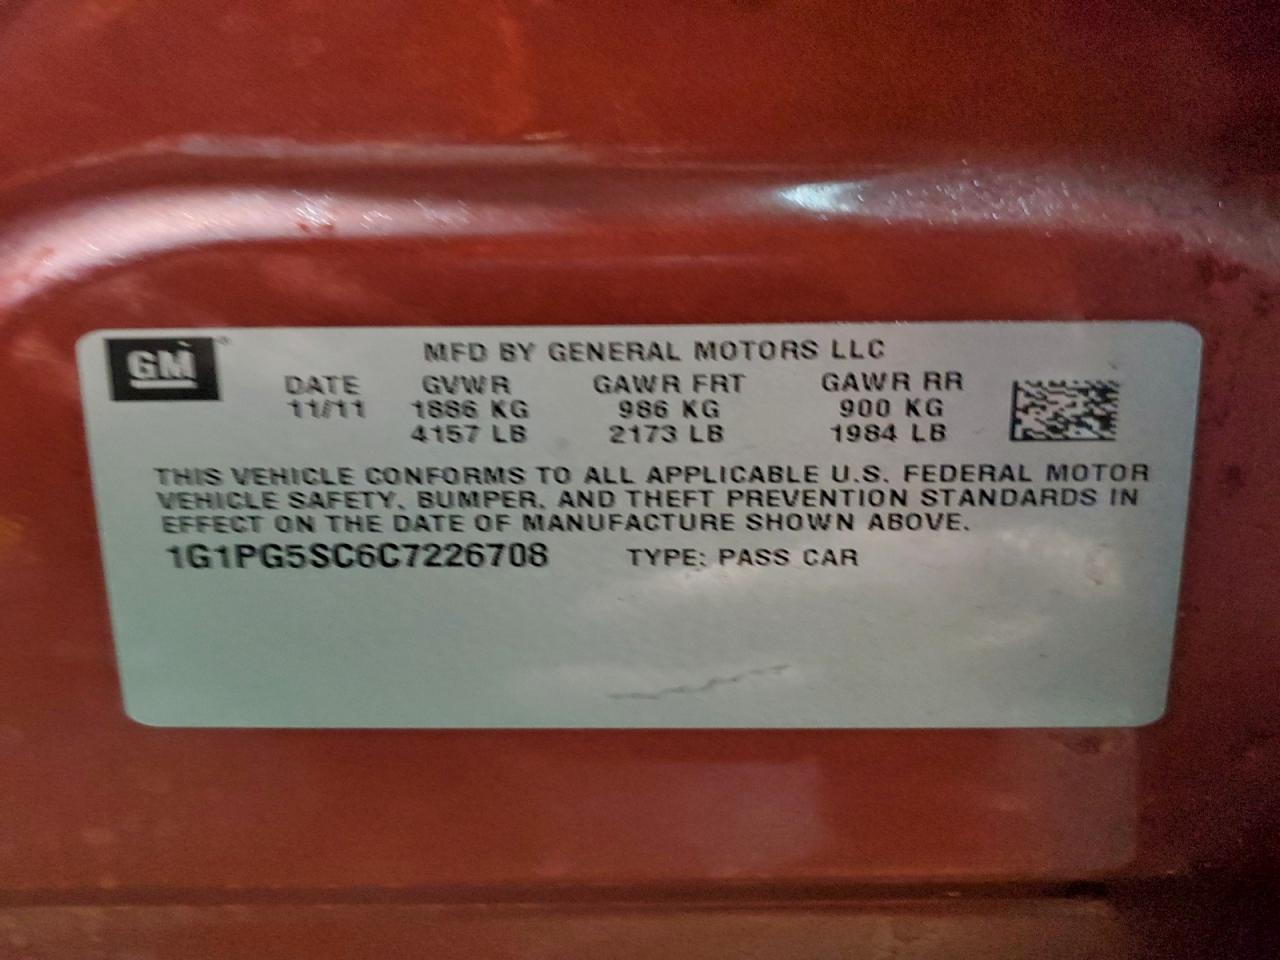 GM
MFD BY GENERAL MOTORS LLC
DATE GVWR GAWR FRT GAWR RR
11/11 1886 KG 986 KG 900 KG
4157 LB 2173 LB 1984 LB
THIS VEHICLE CONFORMS TO ALL APPLICABLE U.S. FEDERAL MOTOR
VEHICLE SAFETY, BUMPER, AND THEFT PREVENTION STANDARDS IN
EFFECT ON THE DATE OF MANUFACTURE SHOWN ABOVE.
1G1PG5SC6C7226708 TYPE: PASS CAR